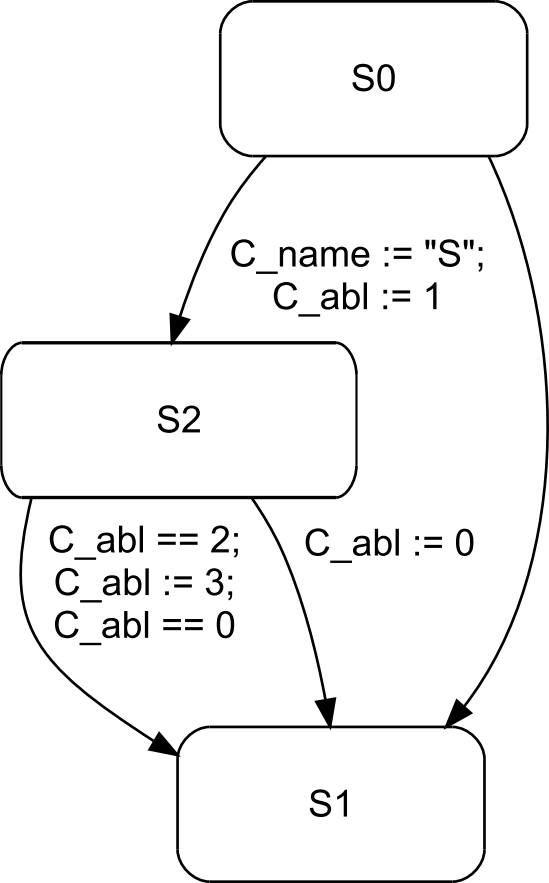 S0
C_name := "S";
C_abl := 1
S2
C_abl == 2;
C_abl := 3;
C_abl == 0
C_abl := 0
S1